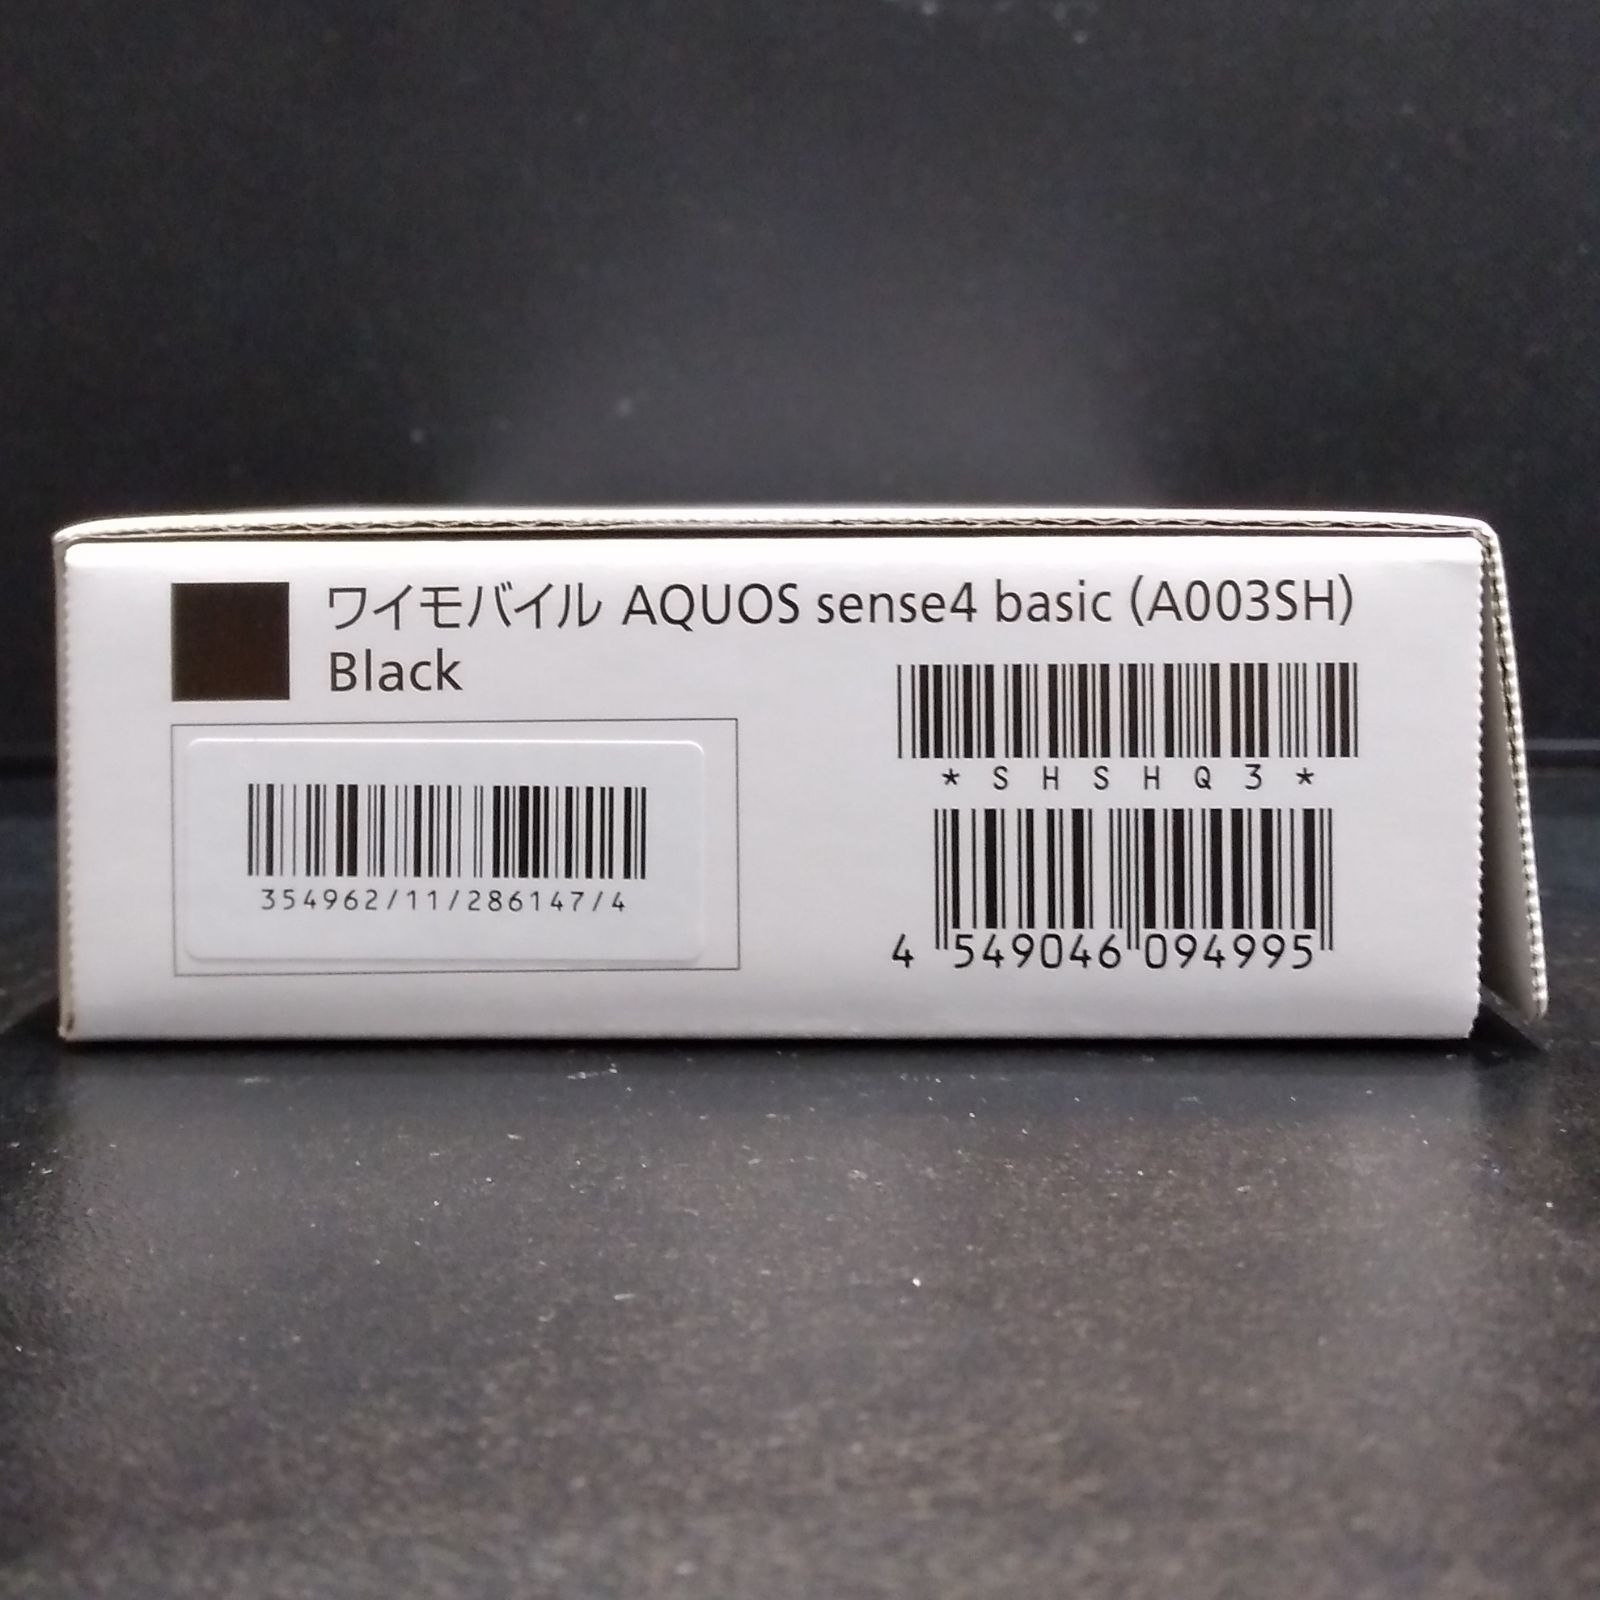 ワイモバイル AQUOS sense4 basic (A003SH)
Black
354962/11/286147/4
*SHSHQ3*
4 549046 094995